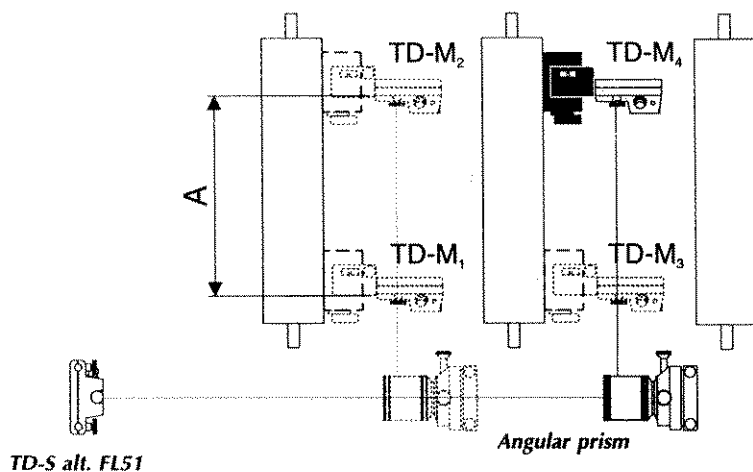 TD-M2 TD-M4
A
TD-M1 TD-M3
Angular prism
TD-S alt. FL51